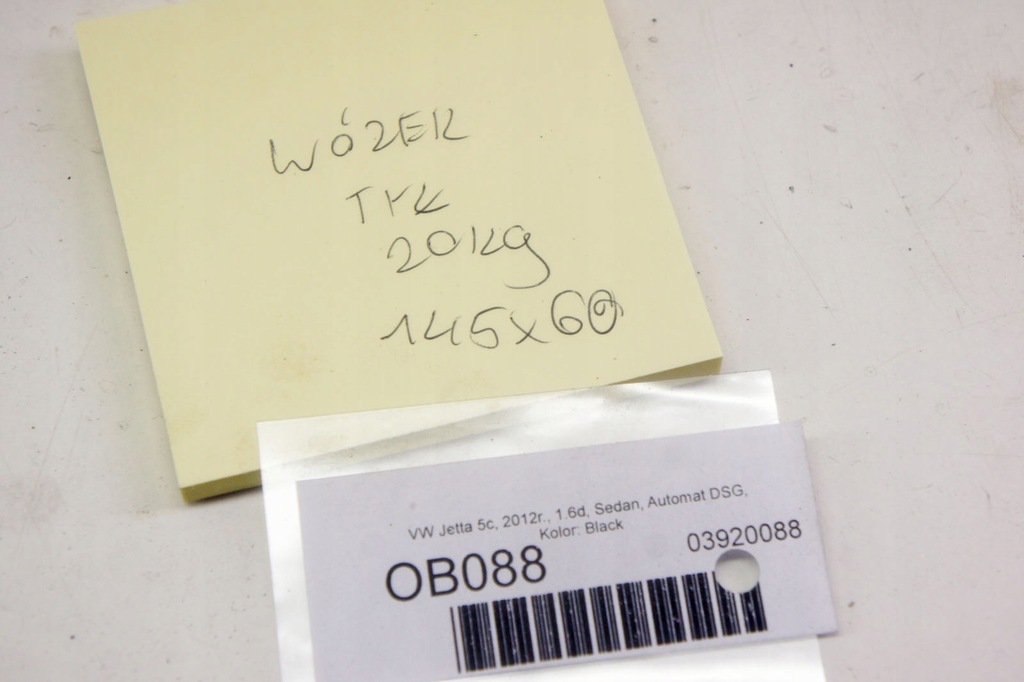 WÓZEK
TYŁ
20Kg
145x60
VW Jetta 5c, 2012r., 1.6d, Sedan, Automat DSG,
Kolor: Black
OB088
03920088